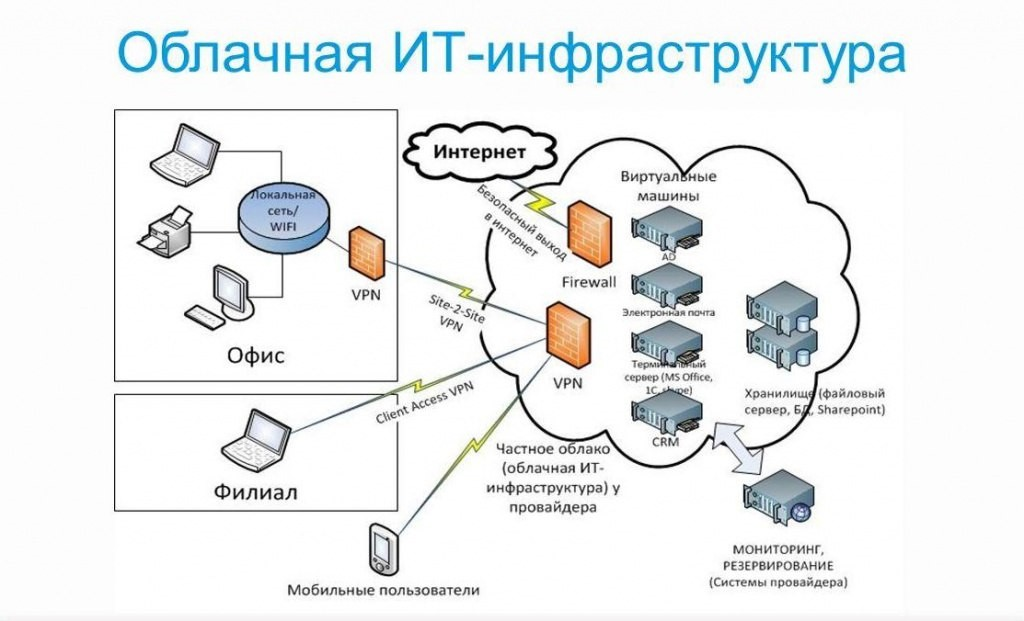 Облачная ИТ-инфраструктура
Интернет
Безопасный выход
в интернет
Локальная
сеть/
WIFI
VPN
Офис
Site-2-Site
VPN
Client Access VPN
Филиал
Мобильные пользователи
Firewall
VPN
Частное облако
(облачная ИТ-
инфраструктура) у
провайдера
Виртуальные
машины
AD
Электронная почта
Терминальный
сервер (MS Office,
1С, skype)
CRM
Хранилище (файловый
сервер, БД, Sharepoint)
МОНИТОРИНГ,
РЕЗЕРВИРОВАНИЕ
(Системы провайдера)